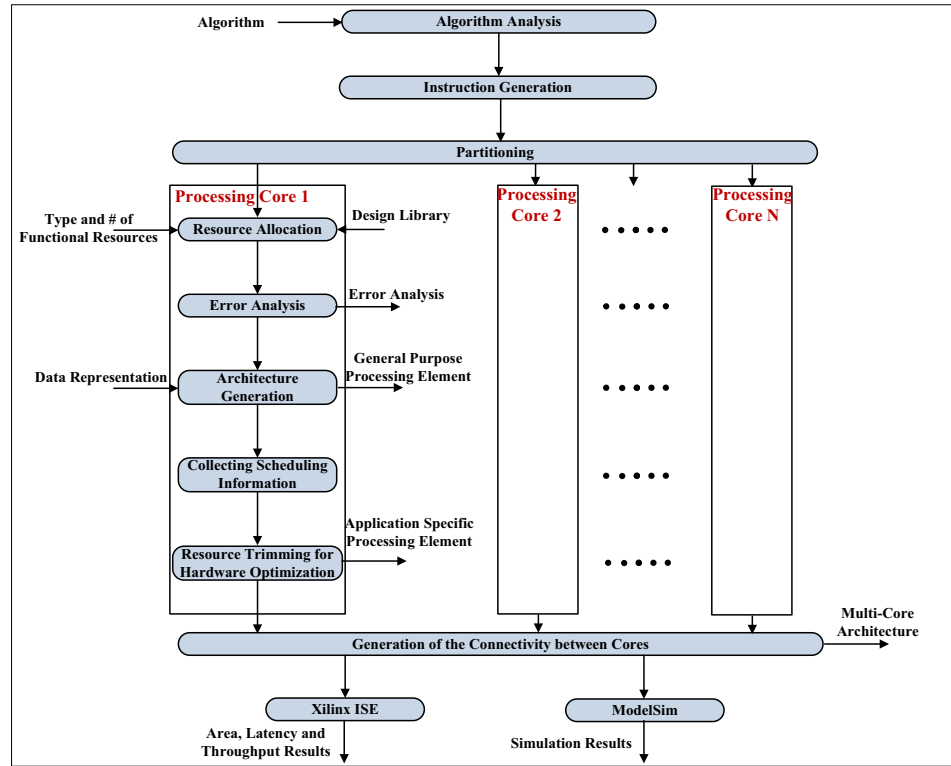 Algorithm
Algorithm Analysis
Instruction Generation
Partitioning
Processing Core 1
Processing
Core 2
Processing
Core N
Type and # of
Functional Resources
Resource Allocation
Design Library
Error Analysis
Error Analysis
Data Representation
Architecture
Generation
General Purpose
Processing Element
Collecting Scheduling
Information
Resource Trimming for
Hardware Optimization
Application Specific
Processing Element
Generation of the Connectivity between Cores
Multi-Core
Architecture
Xilinx ISE
ModelSim
Area, Latency and
Throughput Results
Simulation Results